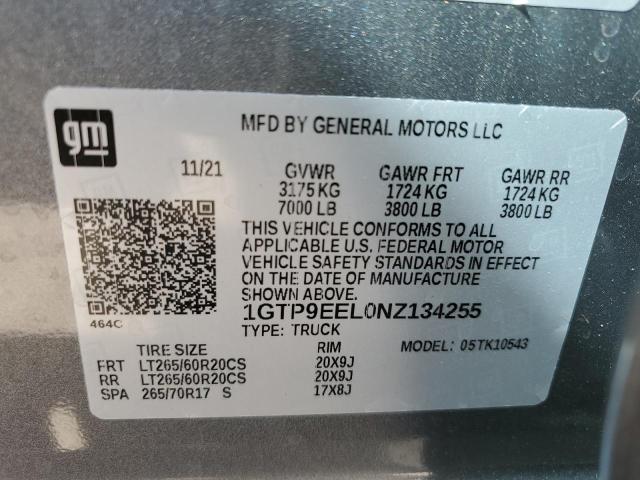 gm
MFD BY GENERAL MOTORS LLC
11/21 GVWR GAWR FRT GAWR RR
3175 KG 1724 KG 1724 KG
7000 LB 3800 LB 3800 LB
THIS VEHICLE CONFORMS TO ALL
APPLICABLE U.S. FEDERAL MOTOR
VEHICLE SAFETY STANDARDS IN EFFECT
ON THE DATE OF MANUFACTURE
SHOWN ABOVE.
464C 1GTP9EEL0NZ134255
TYPE: TRUCK MODEL: 05TK10543
TIRE SIZE RIM
FRT LT265/60R20CS 20X9J
RR LT265/60R20CS 20X9J
SPA 265/70R17 S 17X8J